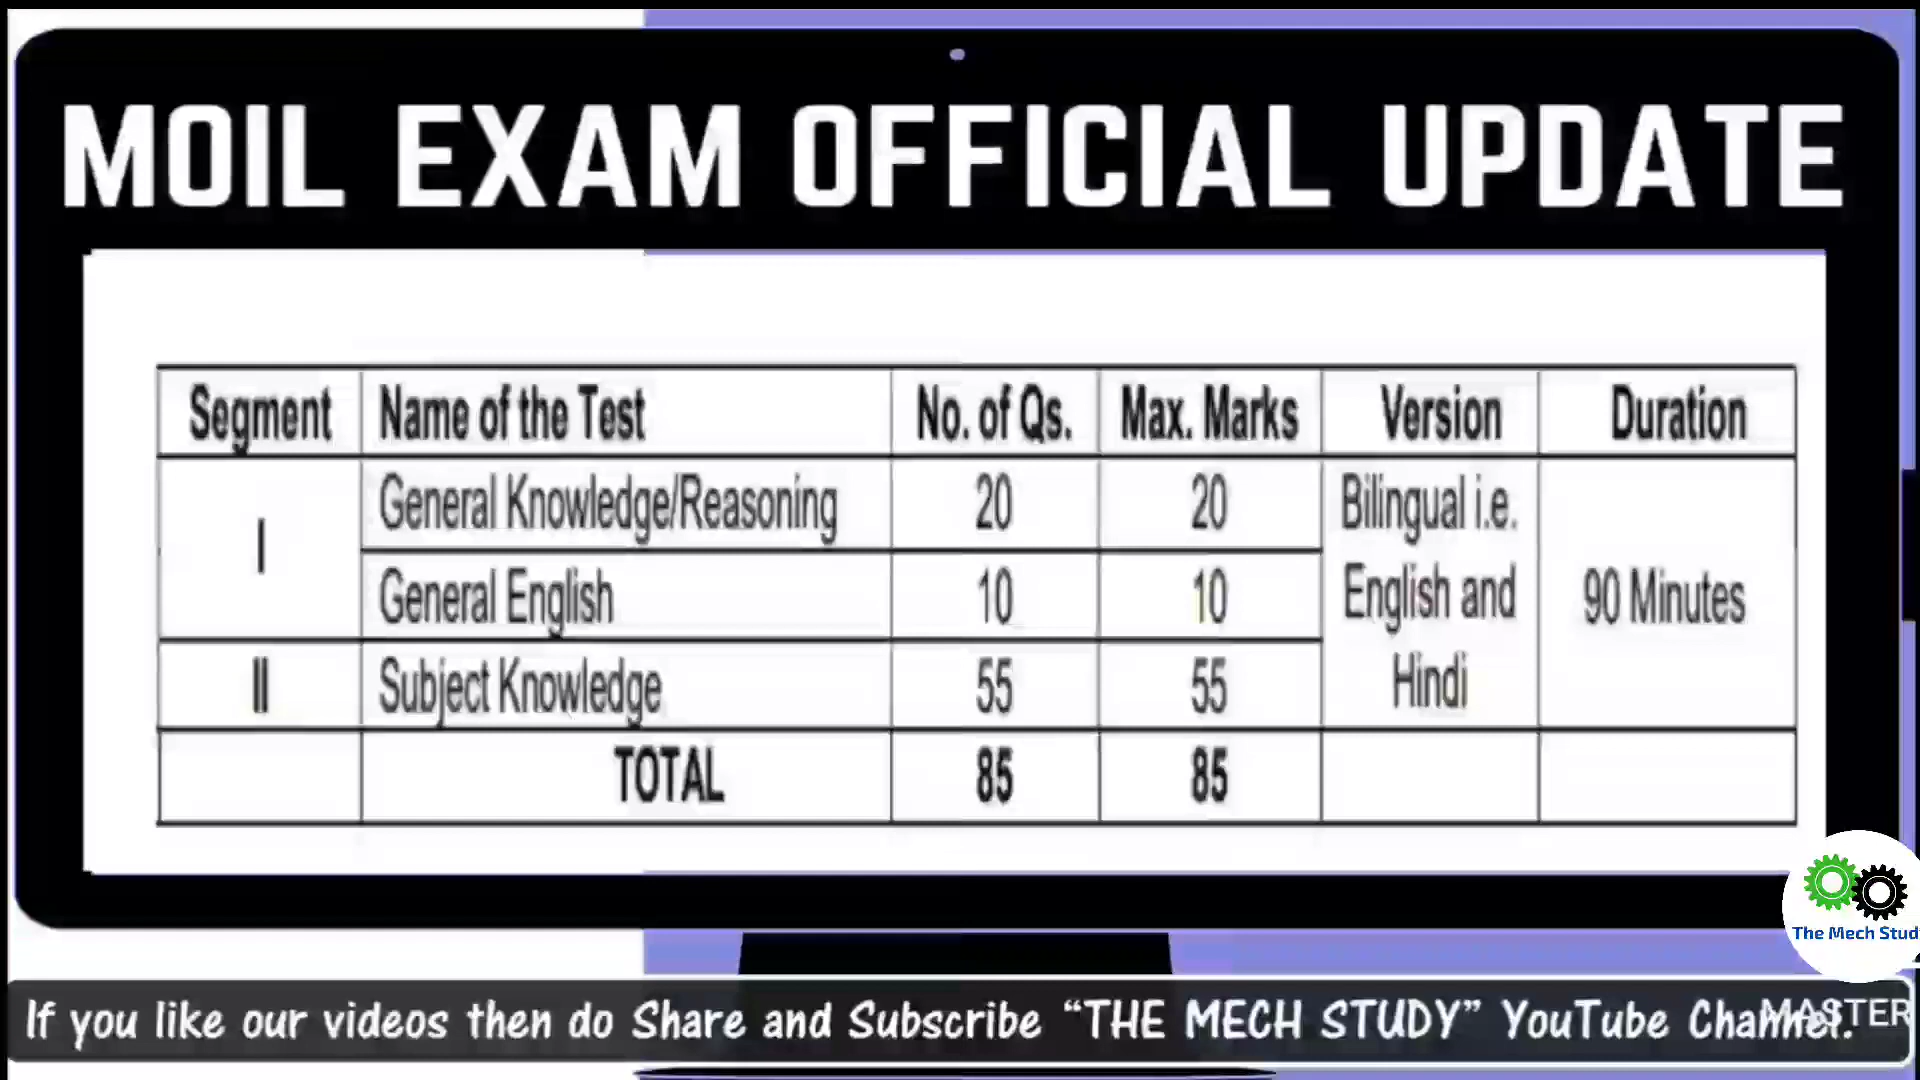 MOIL EXAM OFFICIAL UPDATE
Segment Name of the Test No. of Qs. Max. Marks Version Duration
I General Knowledge/Reasoning 20 20 Bilingual i.e. English and Hindi 90 Minutes
General English 10 10
II Subject Knowledge 55 55
TOTAL 85 85
The Mech Stud
If you like our videos then do Share and Subscribe “THE MECH STUDY” YouTube Channel.
MASTER